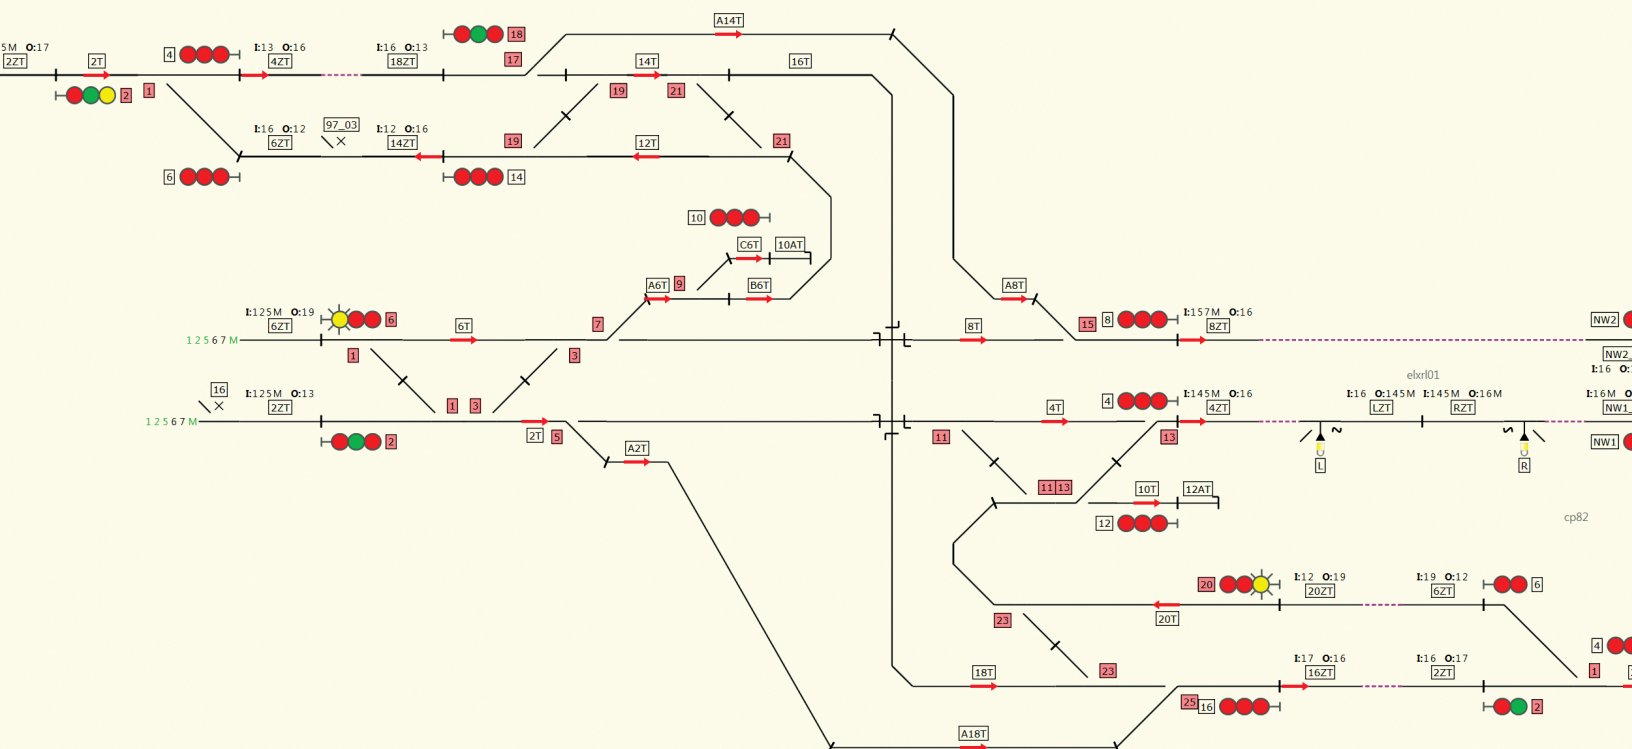 A14T
18
5M O:17
4
I:13 O:16
I:16 O:13
2ZT
2T
4ZT
18ZT
17
14T
16T
2
1
19
21
I:16 O:12
97_03
I:12 O:16
6ZT
14ZT
19
12T
21
6
14
10
C6T
10AT
A6T
9
B6T
A8T
I:125M O:19
I:157M O:16
6ZT
6
6T
7
8T
15
8
8ZT
NW2
12567M
1
3
NW2_
I:16 O:
elxrl01
16
I:125M O:13
I:145M O:16
I:16 O:145M
I:145M O:16M
I:16M O:
2ZT
1
3
4
4T
4ZT
LZT
RZT
NW1_
12567M
2
2T
5
11
13
NW1
A2T
L
R
11
13
10T
12AT
12
cp82
20
I:12 O:19
I:19 O:12
20ZT
6ZT
6
23
20T
4
I:17 O:16
I:16 O:17
18T
23
16ZT
2ZT
1
25
16
2
A18T